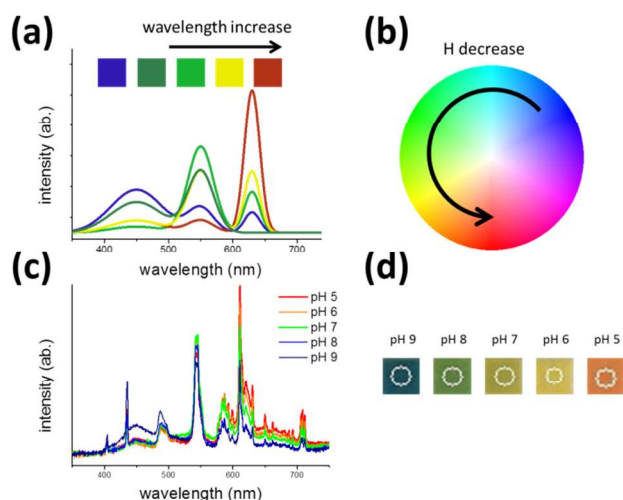 (a)
wavelength increase
intensity (ab.)
400 500 600 700
wavelength (nm)
(b)
H decrease
(c)
pH 5
pH 6
pH 7
pH 8
pH 9
intensity (ab.)
400 500 600 700
wavelength (nm)
(d)
pH 9 pH 8 pH 7 pH 6 pH 5